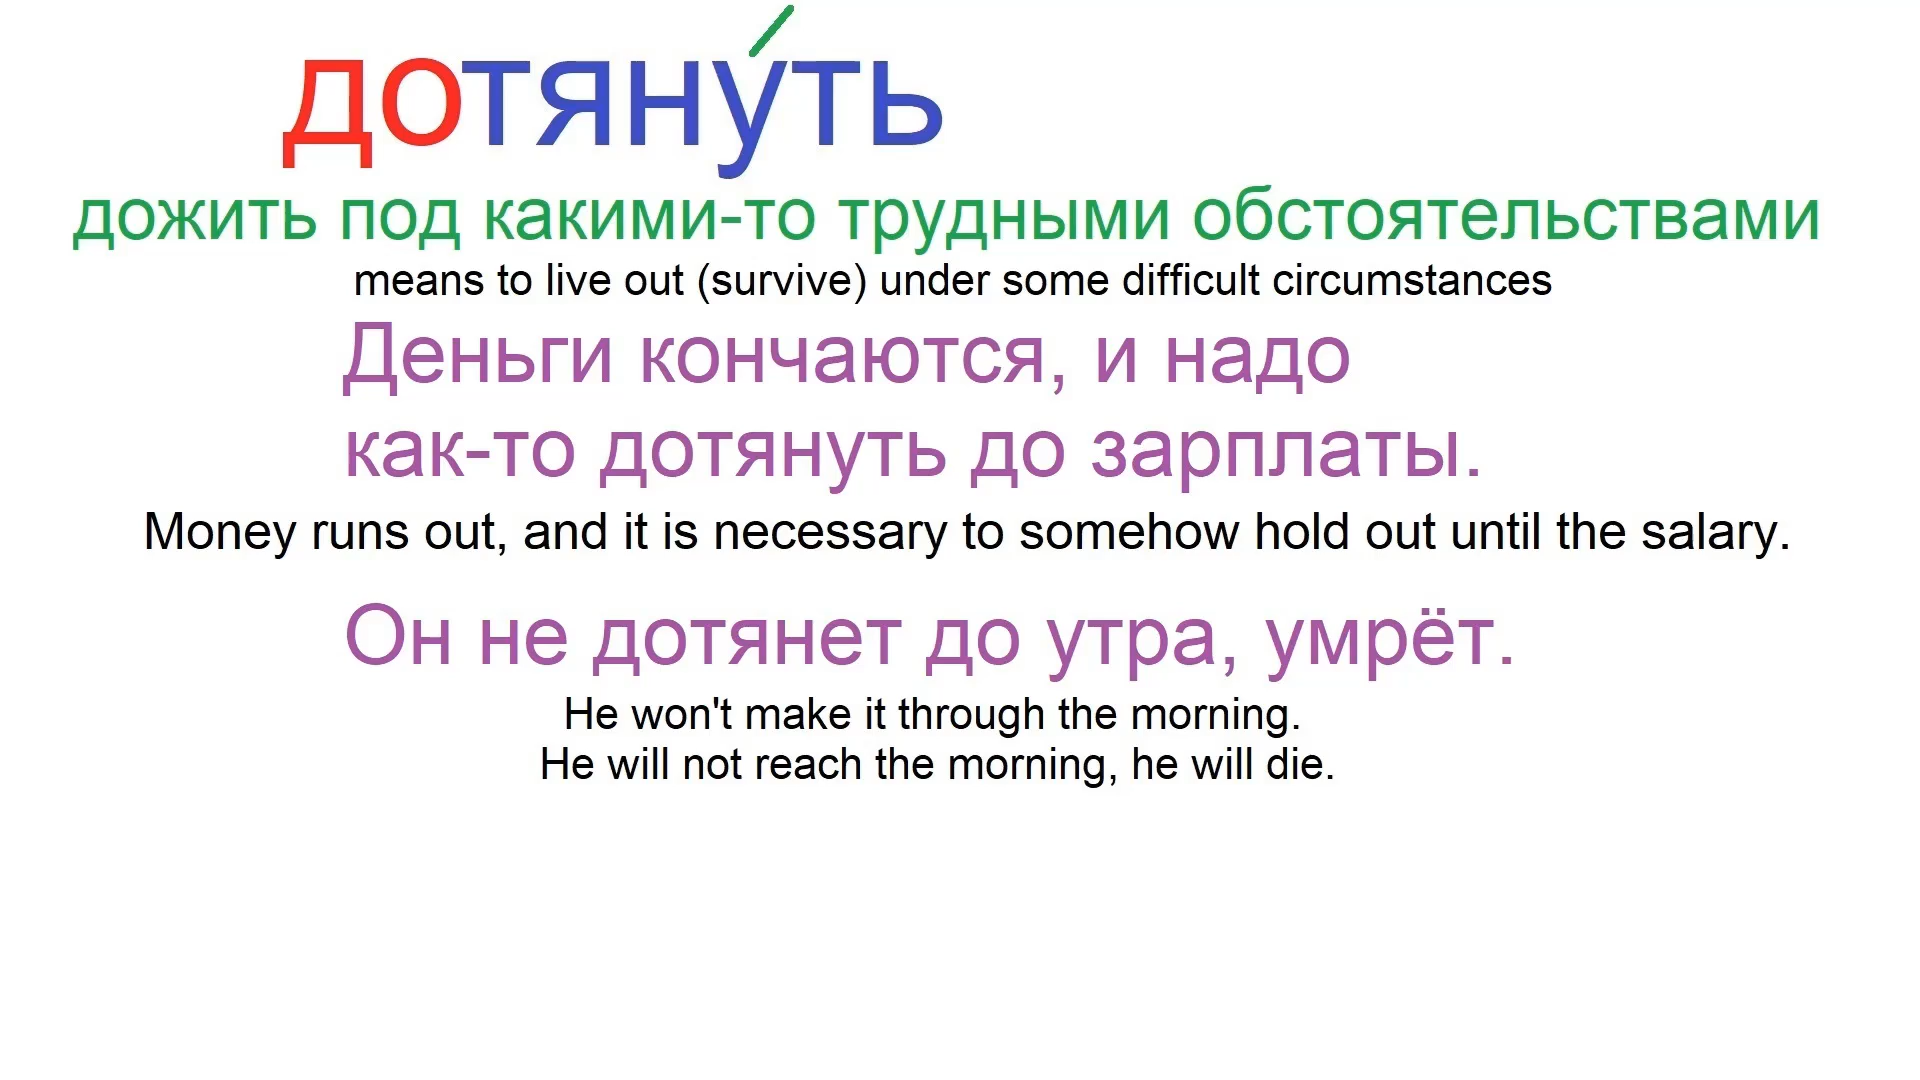 дотяну́ть
дожить под какими-то трудными обстоятельствами
means to live out (survive) under some difficult circumstances
Деньги кончаются, и надо
как-то дотянуть до зарплаты.
Money runs out, and it is necessary to somehow hold out until the salary.
Он не дотянет до утра, умрёт.
He won't make it through the morning.
He will not reach the morning, he will die.